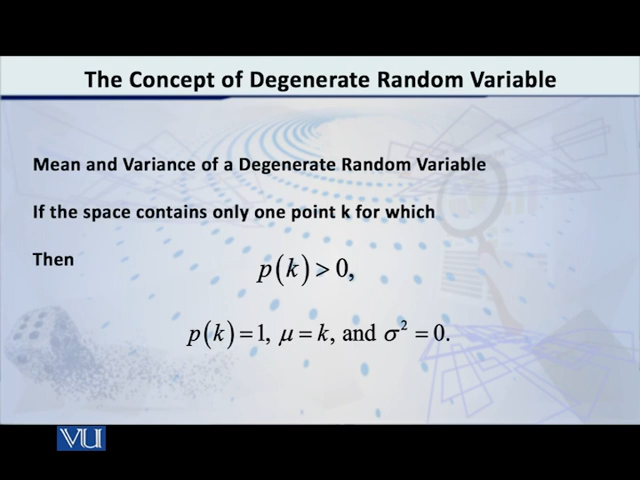 The Concept of Degenerate Random Variable
Mean and Variance of a Degenerate Random Variable
If the space contains only one point k for which
p(k) > 0,
Then
p(k) = 1, μ = k, and σ² = 0.
VU